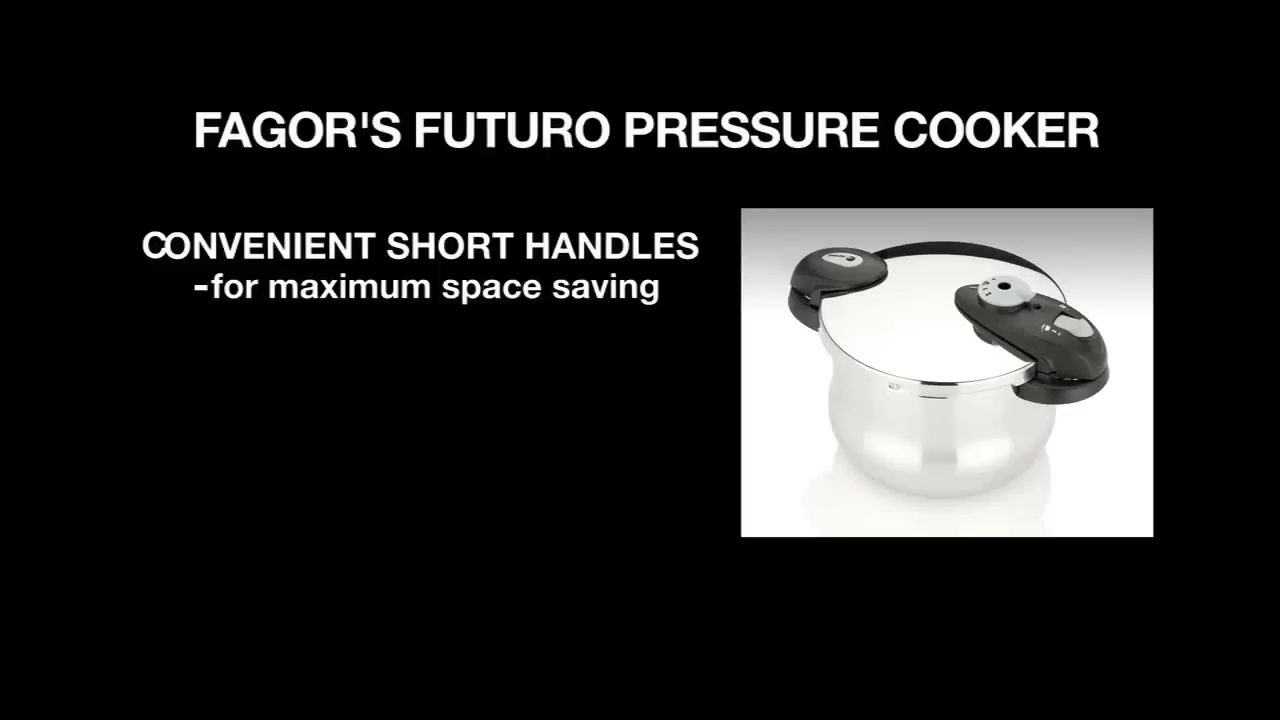 FAGOR'S FUTURO PRESSURE COOKER
CONVENIENT SHORT HANDLES
-for maximum space saving